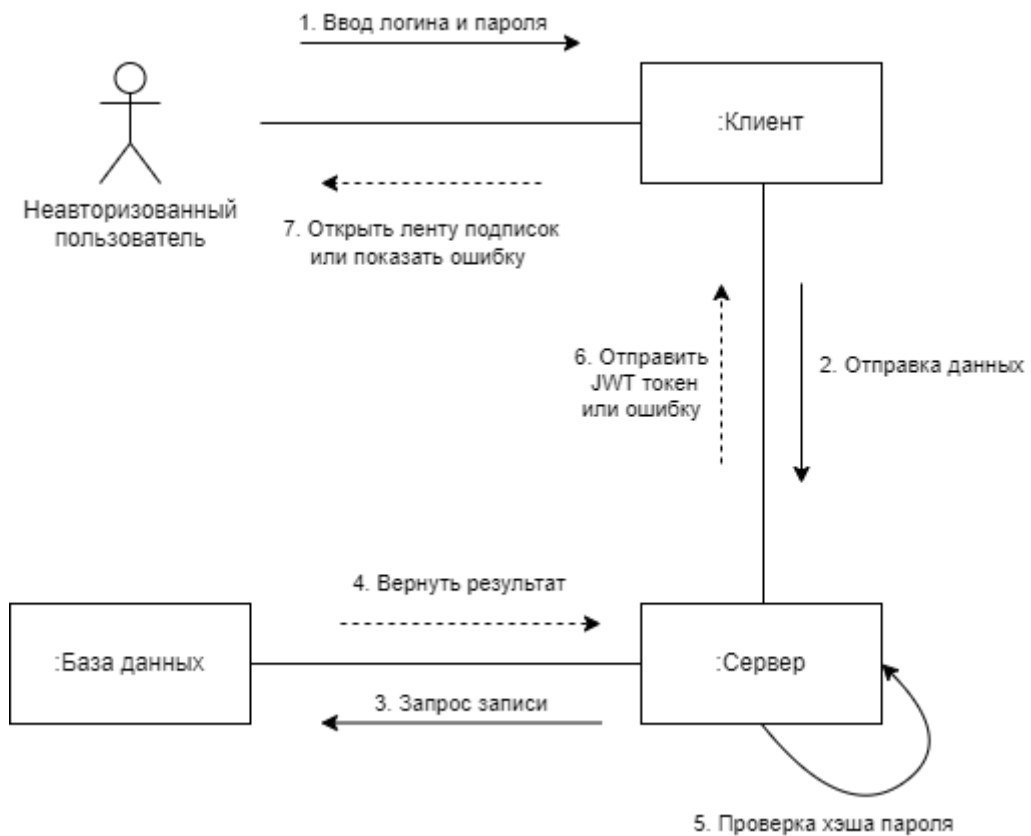 1. Ввод логина и пароля
:Клиент
Неавторизованный
пользователь
7. Открыть ленту подписок
или показать ошибку
6. Отправить
JWT токен
или ошибку
2. Отправка данных
4. Вернуть результат
:База данных
:Сервер
3. Запрос записи
5. Проверка хэша пароля